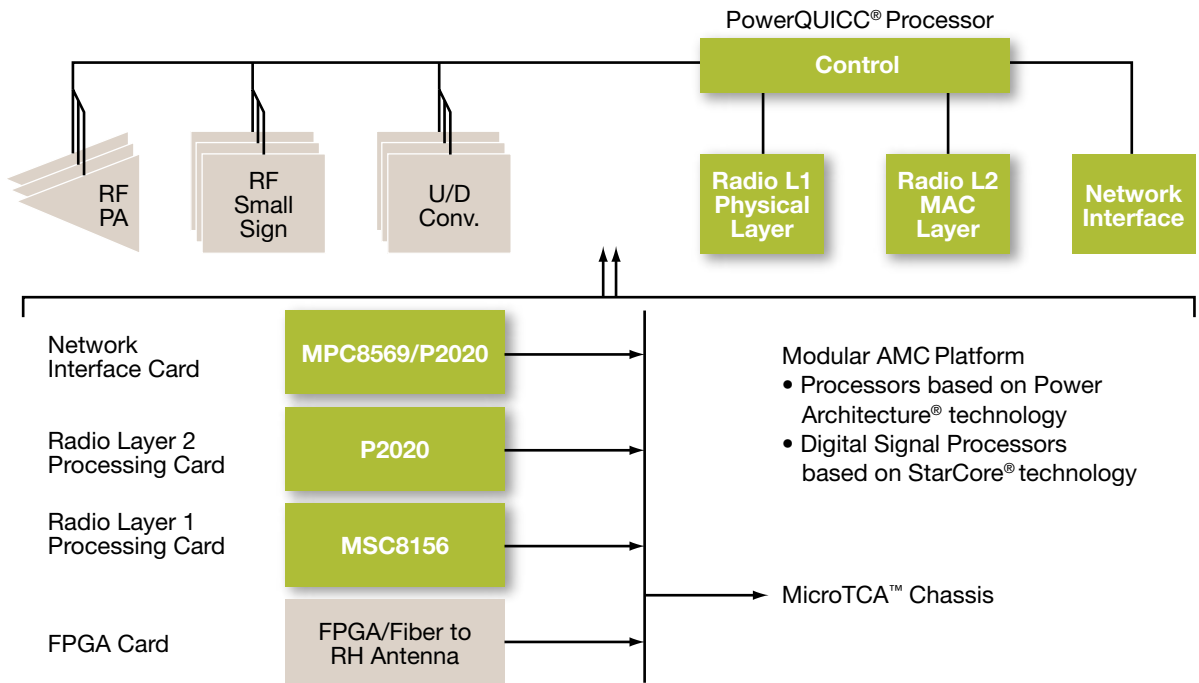 PowerQUICC® Processor
Control
RF
PA
RF
Small
Sign
U/D
Conv.
Radio L1
Physical
Layer
Radio L2
MAC
Layer
Network
Interface
Network
Interface Card
MPC8569/P2020
Radio Layer 2
Processing Card
P2020
Radio Layer 1
Processing Card
MSC8156
FPGA Card
FPGA/Fiber to
RH Antenna
Modular AMC Platform
• Processors based on Power
Architecture® technology
• Digital Signal Processors
based on StarCore® technology
MicroTCA™ Chassis